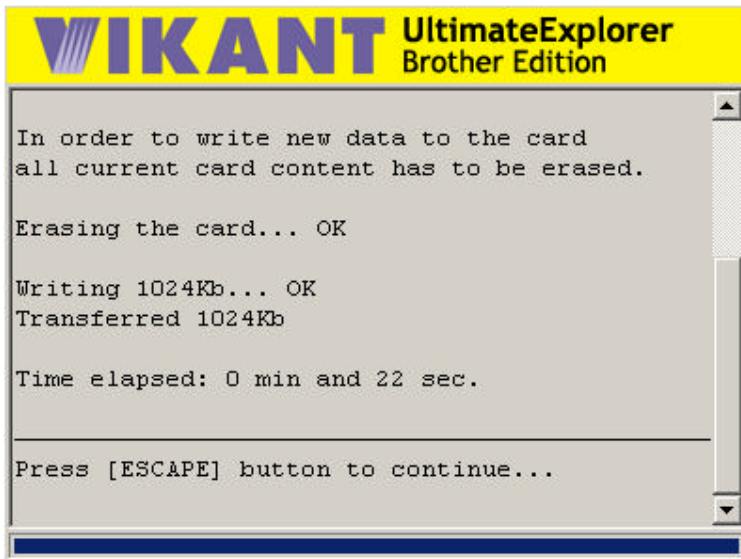 VIKANT UltimateExplorer
Brother Edition
In order to write new data to the card
all current card content has to be erased.
Erasing the card... OK
Writing 1024Kb... OK
Transferred 1024Kb
Time elapsed: 0 min and 22 sec.
Press [ESCAPE] button to continue...